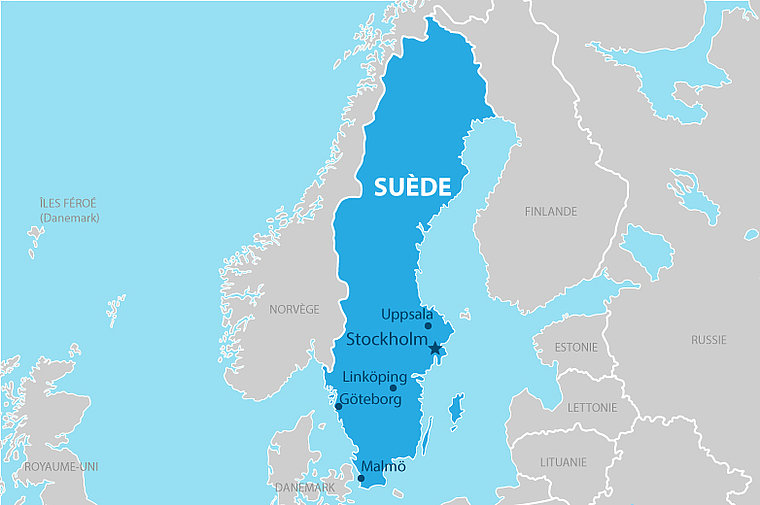 SUÈDE
ÎLES FÉROÉ
(Danemark)
FINLANDE
NORVÈGE
Uppsala
Stockholm
ESTONIE
RUSSIE
Linköping
Göteborg
LETTONIE
ROYAUME-UNI
Malmö
LITUANIE
DANEMARK